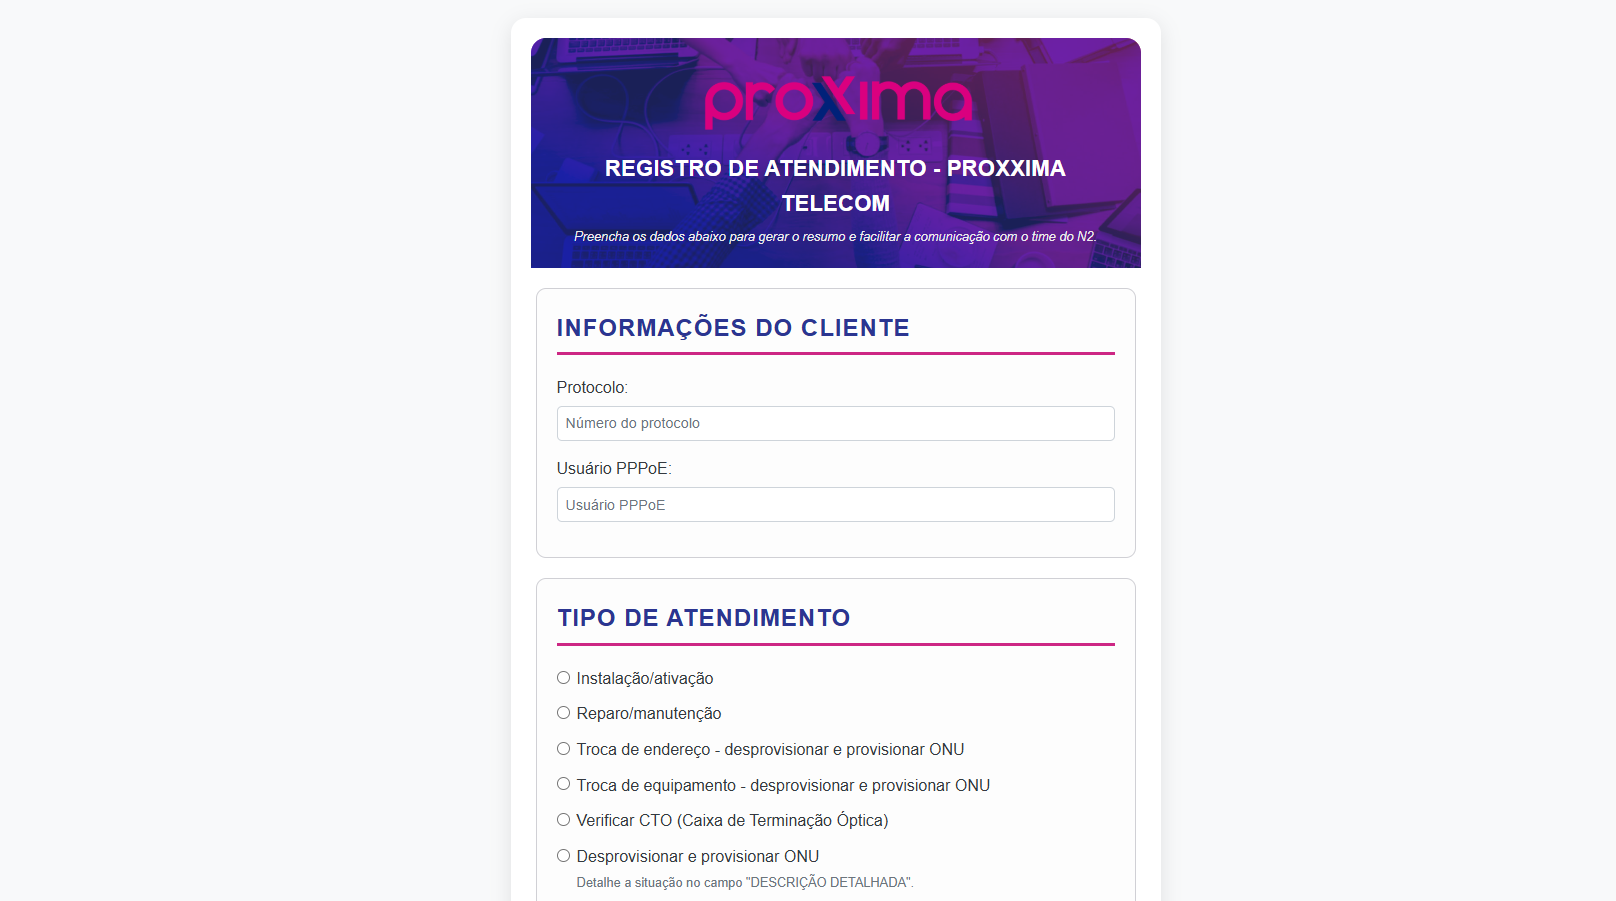 proxima
REGISTRO DE ATENDIMENTO - PROXXIMA
TELECOM
Preencha os dados abaixo para gerar o resumo e facilitar a comunicação com o time do N2.
INFORMAÇÕES DO CLIENTE
Protocolo:
Número do protocolo
Usuário PPPoE:
Usuário PPPoE
TIPO DE ATENDIMENTO
Instalação/ativação
Reparo/manutenção
Troca de endereço - desprovisionar e provisionar ONU
Troca de equipamento - desprovisionar e provisionar ONU
Verificar CTO (Caixa de Terminação Óptica)
Desprovisionar e provisionar ONU
Detalhe a situação no campo "DESCRIÇÃO DETALHADA".